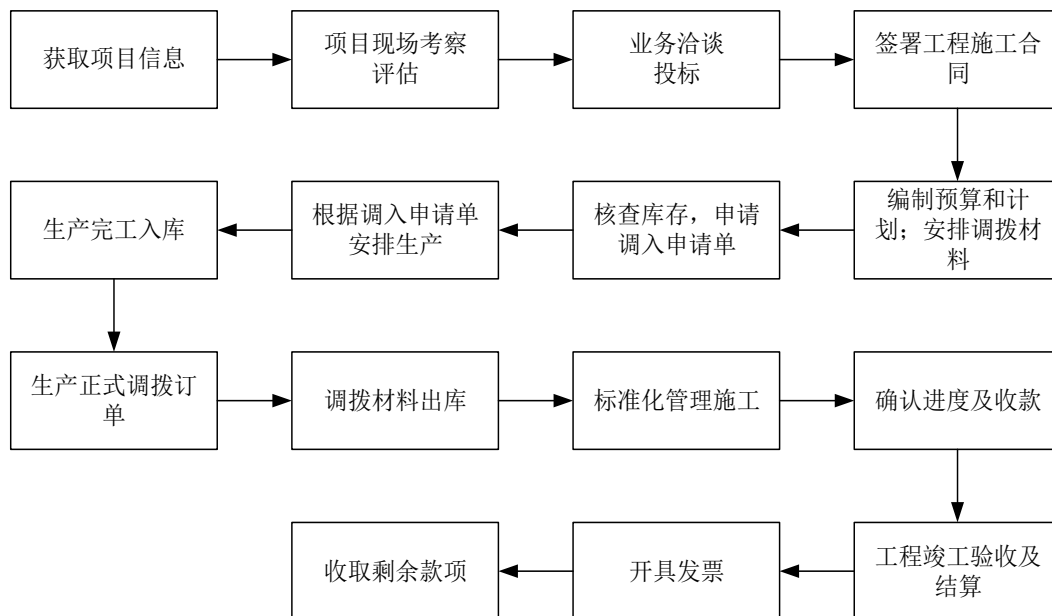 获取项目信息
项目现场考察
评估
业务洽谈
投标
签署工程施工合
同
生产完工入库
根据调入申请单
安排生产
核查库存，申请
调入申请单
编制预算和计
划；安排调拨材
料
生产正式调拨订
单
调拨材料出库
标准化管理施工
确认进度及收款
收取剩余款项
开具发票
工程竣工验收及
结算